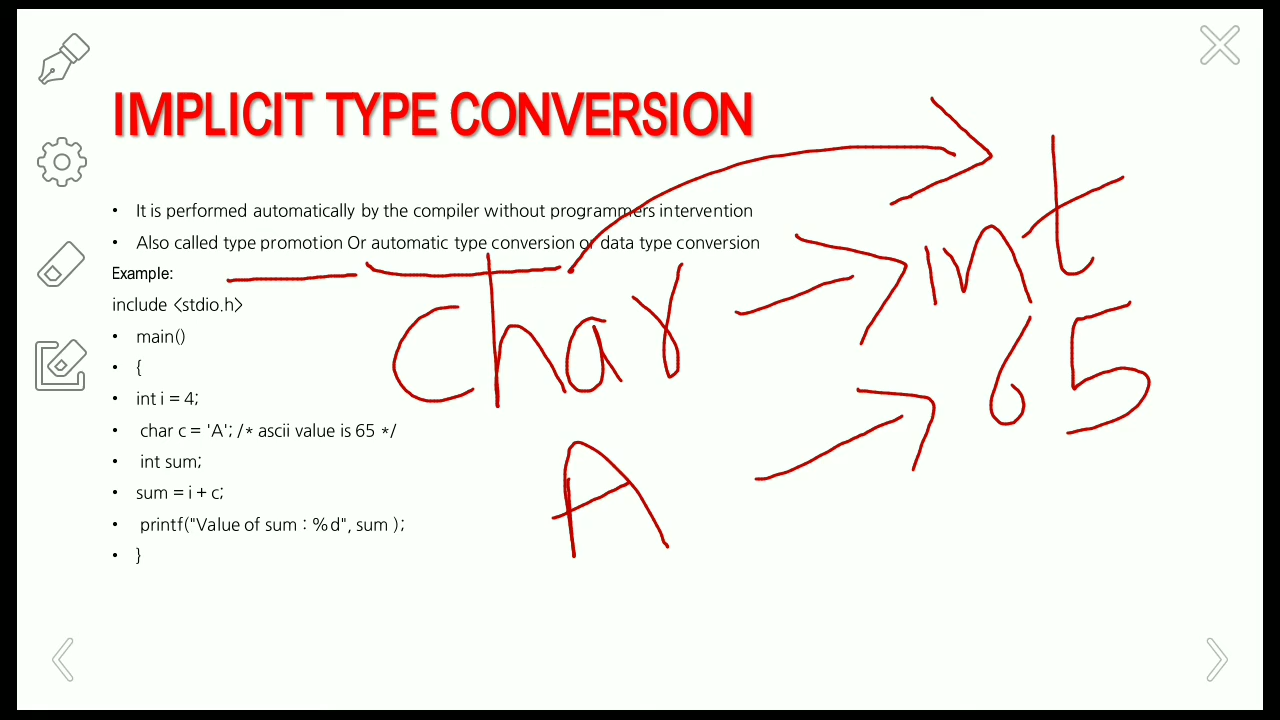 IMPLICIT TYPE CONVERSION
• It is performed automatically by the compiler without programmers intervention
• Also called type promotion Or automatic type conversion or data type conversion
Example:
include <stdio.h>
• main()
• {
• int i = 4;
• char c = 'A'; /* ascii value is 65 */
• int sum;
• sum = i + c;
• printf("Value of sum : %d", sum );
• }
char → int
A → 65